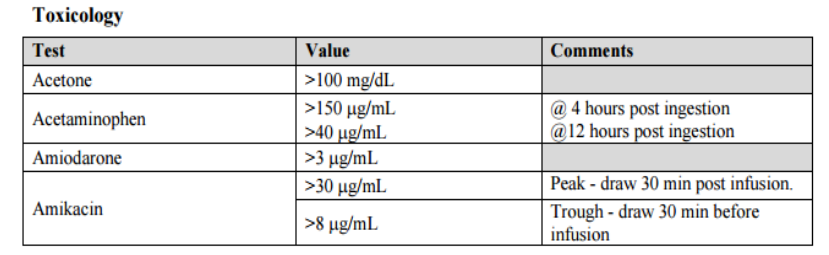 Toxicology
Test Value Comments
Acetone >100 mg/dL
Acetaminophen >150 µg/mL @ 4 hours post ingestion
>40 µg/mL @12 hours post ingestion
Amiodarone >3 µg/mL
Amikacin >30 µg/mL Peak - draw 30 min post infusion.
>8 µg/mL Trough - draw 30 min before
infusion